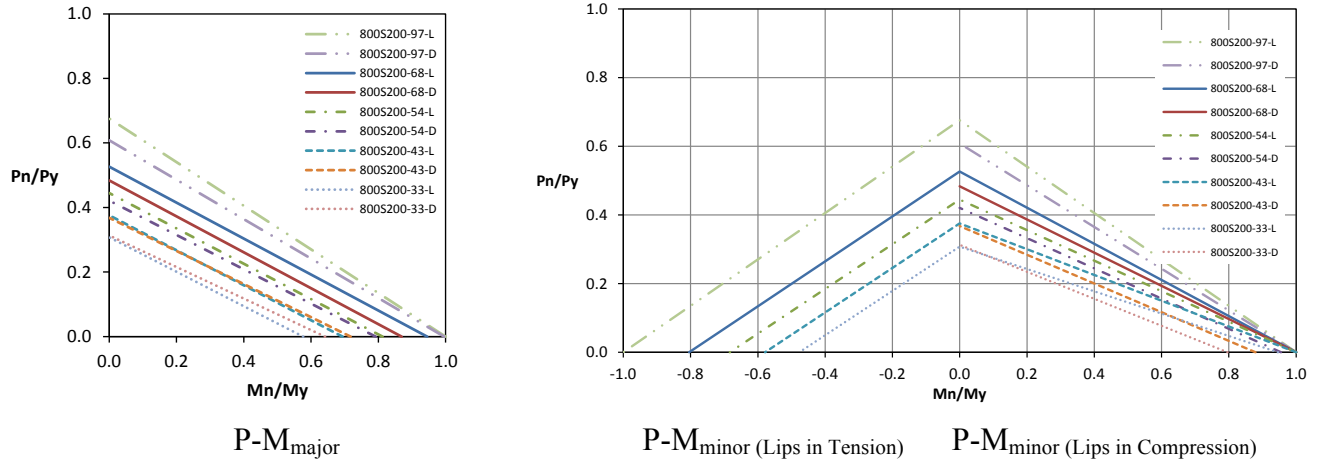 1.0
0.8
0.6
0.4
0.2
0.0
Pn/Py
0.0 0.2 0.4 0.6 0.8 1.0
Mn/My
800S200-97-L
800S200-97-D
800S200-68-L
800S200-68-D
800S200-54-L
800S200-54-D
800S200-43-L
800S200-43-D
800S200-33-L
800S200-33-D
P-Mmajor
1.0
0.8
0.6
0.4
0.2
0.0
Pn/Py
-1.0 -0.8 -0.6 -0.4 -0.2 0.0 0.2 0.4 0.6 0.8 1.0
Mn/My
800S200-97-L
800S200-97-D
800S200-68-L
800S200-68-D
800S200-54-L
800S200-54-D
800S200-43-L
800S200-43-D
800S200-33-L
800S200-33-D
P-Mminor (Lips in Tension) P-Mminor (Lips in Compression)